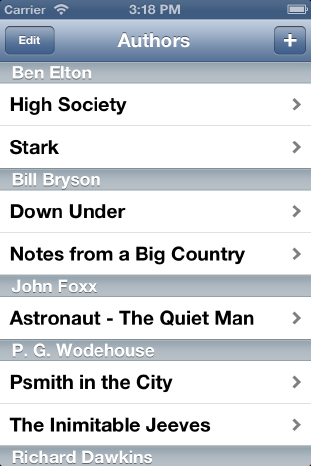 Carrier 3:18 PM
Edit Authors +
Ben Elton
High Society
Stark
Bill Bryson
Down Under
Notes from a Big Country
John Foxx
Astronaut - The Quiet Man
P. G. Wodehouse
Psmith in the City
The Inimitable Jeeves
Richard Dawkins